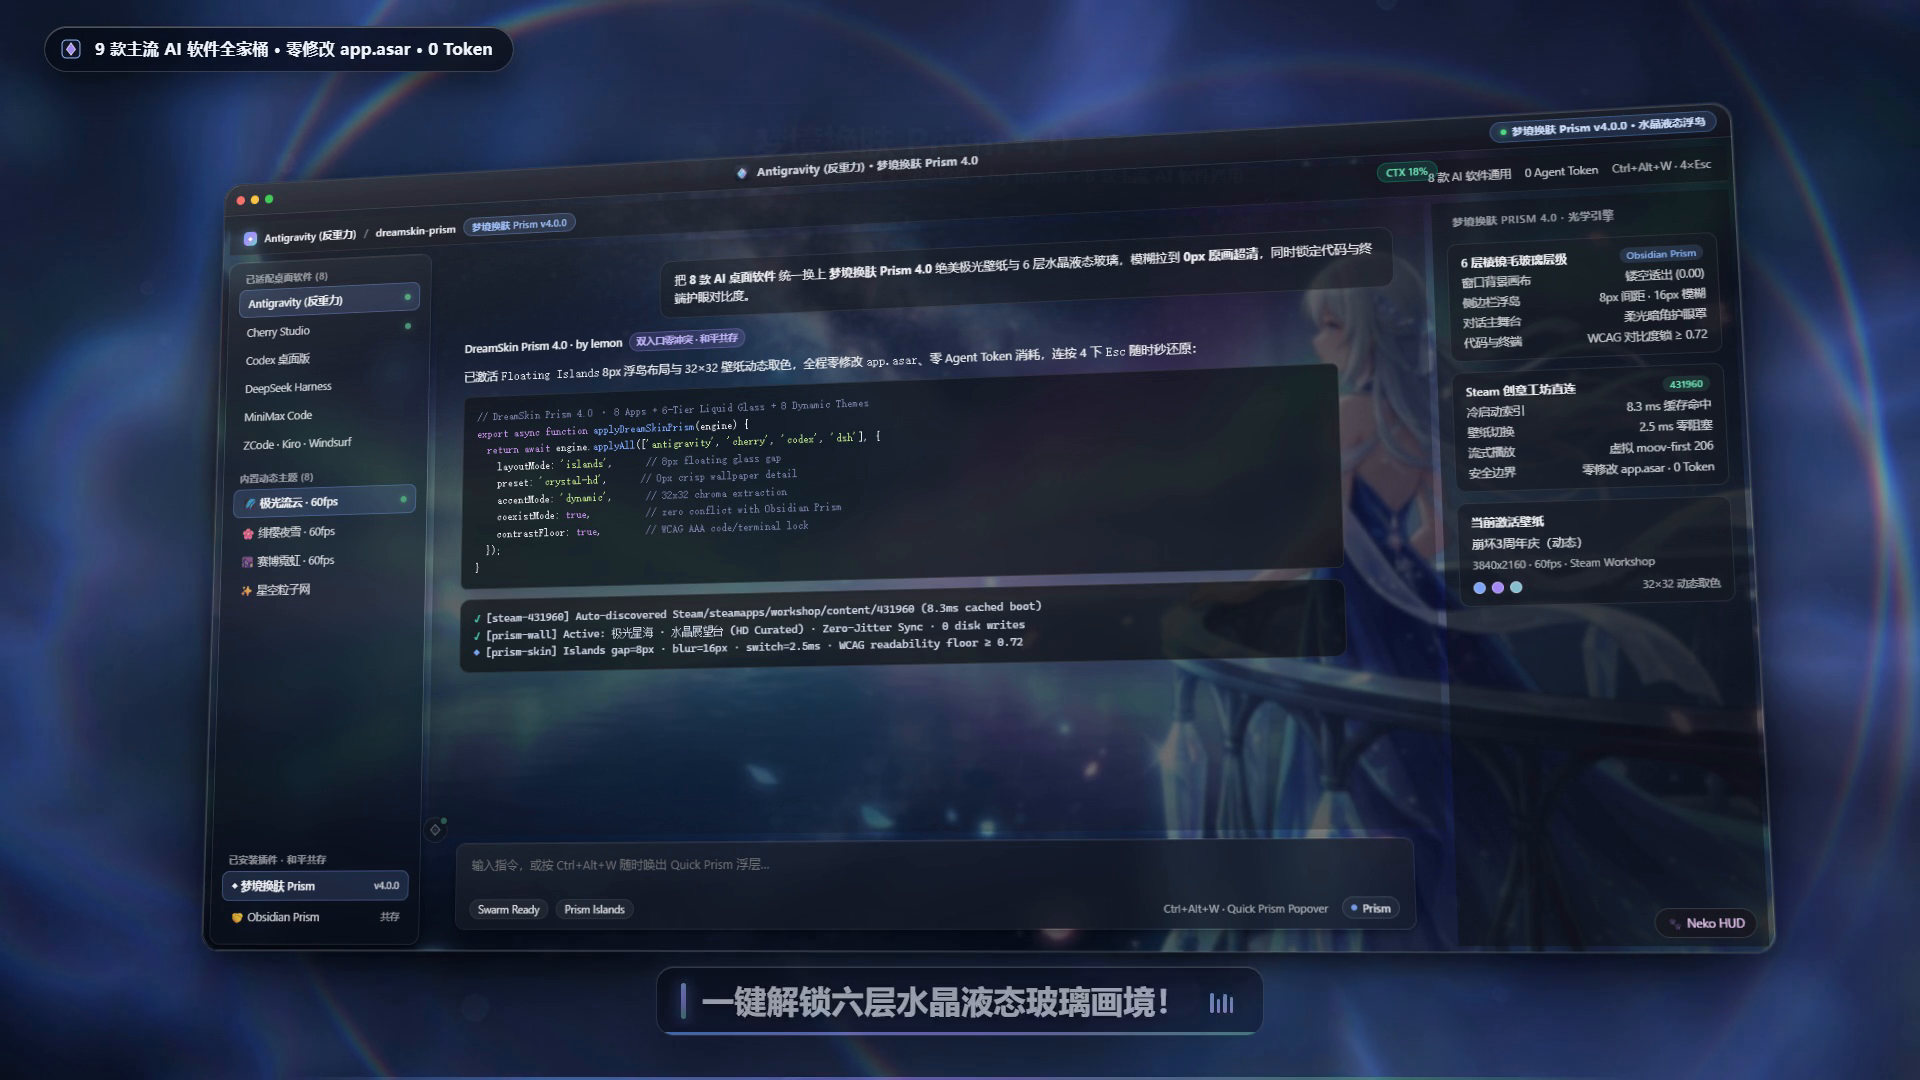 9 款主流 AI 软件全家桶 • 零修改 app.asar • 0 Token
梦境换肤 Prism v4.0.0 • 水晶液态浮岛
Antigravity (反重力) • 梦境换肤 Prism 4.0
CTX 18%
8 款 AI 软件通用 0 Agent Token Ctrl+Alt+W · 4×Esc
Antigravity (反重力) / dreamskin-prism 梦境换肤 Prism v4.0.0
已适配桌面软件 (8)
Antigravity (反重力)
Cherry Studio
Codex 桌面版
DeepSeek Harness
MiniMax Code
ZCode · Kiro · Windsurf
内置动态主题 (8)
极光流云 · 60fps
绯樱夜雪 · 60fps
赛博霓虹 · 60fps
星空粒子网
已安装插件 · 和平共存
梦境换肤 Prism v4.0.0
Obsidian Prism 共存
把 8 款 AI 桌面软件 统一换上 梦境换肤 Prism 4.0 绝美极光壁纸与 6 层水晶液态玻璃，模糊拉到 0px 原画超清，同时锁定代码与终
端护眼对比度。
DreamSkin Prism 4.0 · by lemon 双入口零冲突 · 和平共存
已激活 Floating Islands 8px 浮岛布局与 32×32 壁纸动态取色，全程零修改 app.asar、零 Agent Token 消耗，连按 4 下 Esc 随时秒还原：
// DreamSkin Prism 4.0 · 8 Apps + 6-Tier Liquid Glass + 8 Dynamic Themes
export async function applyDreamSkinPrism(engine) {
return await engine.applyAll(['antigravity', 'cherry', 'codex', 'dsh'], {
layoutMode: 'islands', // 8px floating glass gap
preset: 'crystal-hd', // 0px crisp wallpaper detail
accentMode: 'dynamic', // 32x32 chroma extraction
coexistMode: true, // zero conflict with Obsidian Prism
contrastFloor: true, // WCAG AAA code/terminal lock
});
}
✓ [steam-431960] Auto-discovered Steam/steamapps/workshop/content/431960 (8.3ms cached boot)
✓ [prism-wall] Active: 极光星海 · 水晶展望台 (HD Curated) · Zero-Jitter Sync · 0 disk writes
◆ [prism-skin] Islands gap=8px · blur=16px · switch=2.5ms · WCAG readability floor ≥ 0.72
输入指令，或按 Ctrl+Alt+W 随时唤出 Quick Prism 浮层...
Swarm Ready Prism Islands Ctrl+Alt+W · Quick Prism Popover Prism
梦境换肤 PRISM 4.0 · 光学引擎
6 层棱镜毛玻璃层级 Obsidian Prism
窗口背景画布 镂空透出 (0.00)
侧边栏浮岛 8px 间距 · 16px 模糊
对话主舞台 柔光暗角护眼罩
代码与终端 WCAG 对比度锁 ≥ 0.72
Steam 创意工坊直连 431960
冷启动索引 8.3 ms 缓存命中
壁纸切换 2.5 ms 零阻塞
流式播放 虚拟 moov-first 206
安全边界 零修改 app.asar · 0 Token
当前激活壁纸
崩坏3周年庆（动态）
3840x2160 · 60fps · Steam Workshop
32×32 动态取色
Neko HUD
一键解锁六层水晶液态玻璃画境！